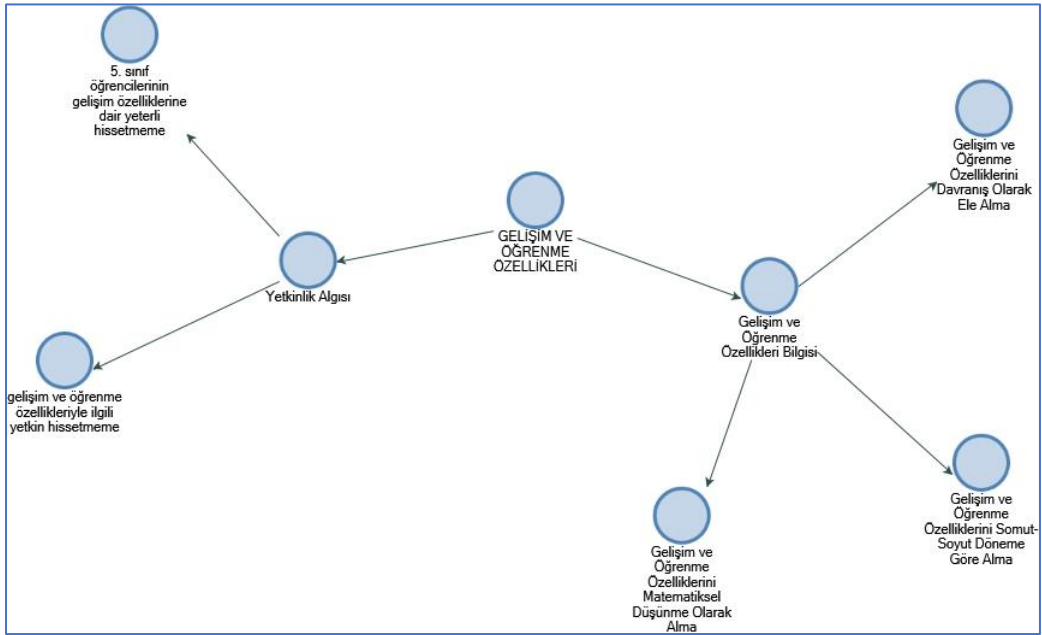 5. sınıf
öğrencilerinin
gelişim özelliklerine
dair yeterli
hissetmeme
Gelişim ve
Öğrenme
Özelliklerini
Davranış Olarak
Ele Alma
GELİŞİM VE
ÖĞRENME
ÖZELLİKLERİ
Yetkinlik Algısı
Gelişim ve
Öğrenme
Özellikleri Bilgisi
gelişim ve öğrenme
özellikleriyle ilgili
yetkin hissetmeme
Gelişim ve
Öğrenme
Özelliklerini Somut-
Soyut Döneme
Göre Alma
Gelişim ve
Öğrenme
Özelliklerini
Matematiksel
Düşünme Olarak
Alma